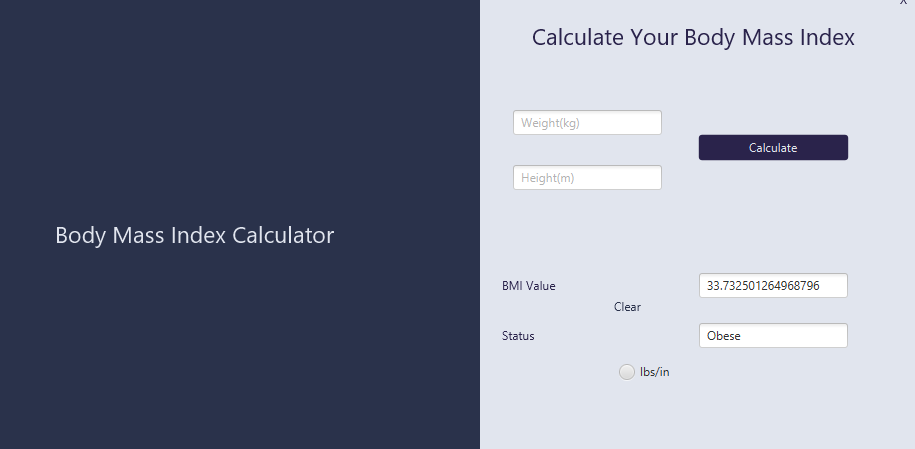 X
Calculate Your Body Mass Index
Weight(kg)
Calculate
Height(m)
Body Mass Index Calculator
BMI Value
33.732501264968796
Clear
Status
Obese
lbs/in